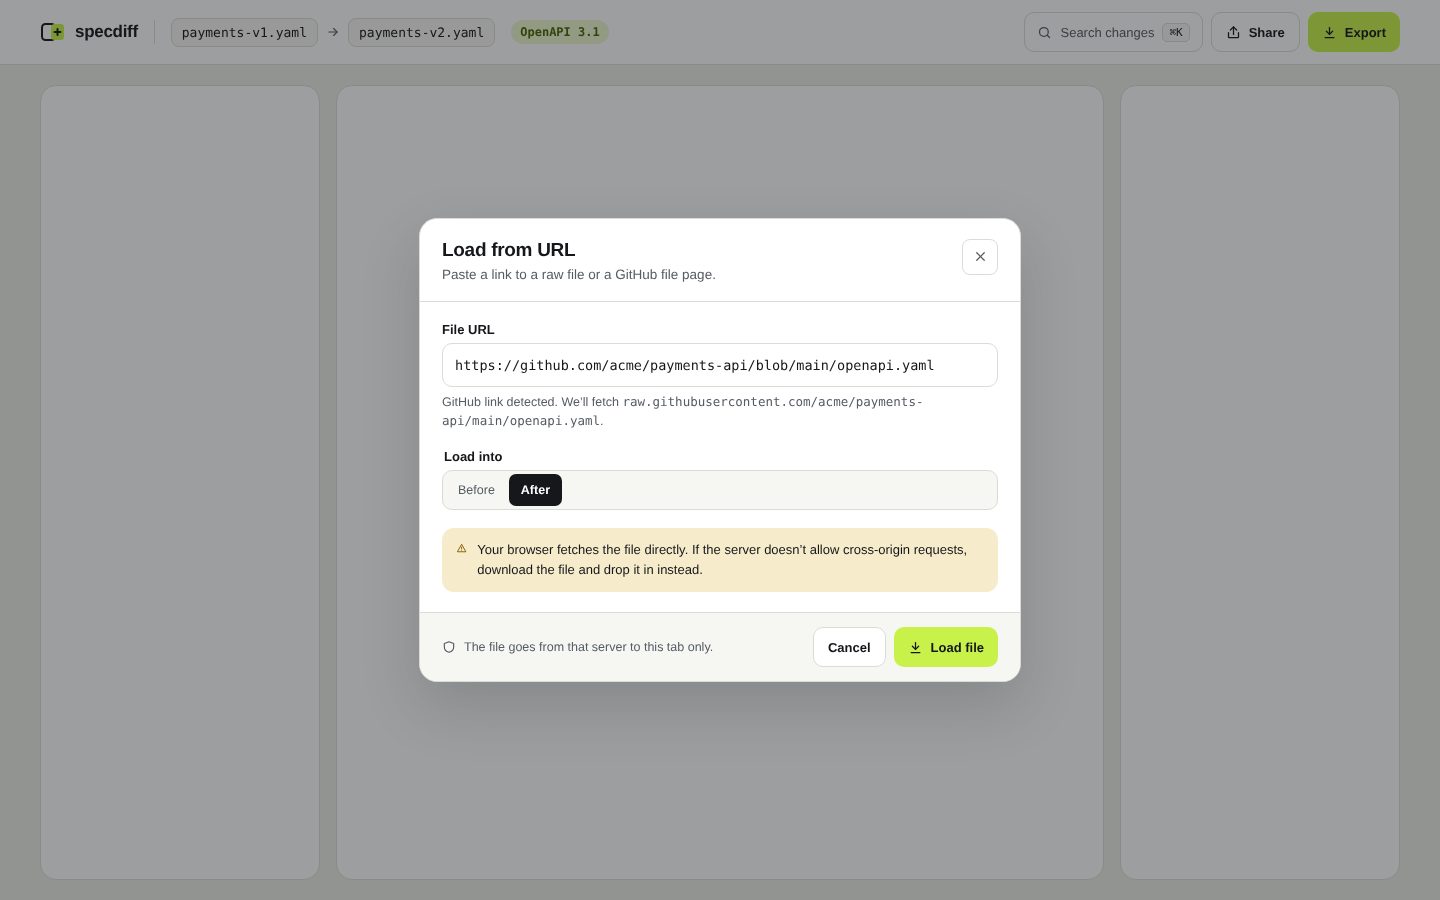 specdiff
payments-v1.yaml → payments-v2.yaml
OpenAPI 3.1
Search changes ⌘K
Share
Export
Load from URL
Paste a link to a raw file or a GitHub file page.
File URL
https://github.com/acme/payments-api/blob/main/openapi.yaml
GitHub link detected. We’ll fetch raw.githubusercontent.com/acme/payments-
api/main/openapi.yaml.
Load into
Before
After
Your browser fetches the file directly. If the server doesn’t allow cross-origin requests,
download the file and drop it in instead.
The file goes from that server to this tab only.
Cancel
Load file